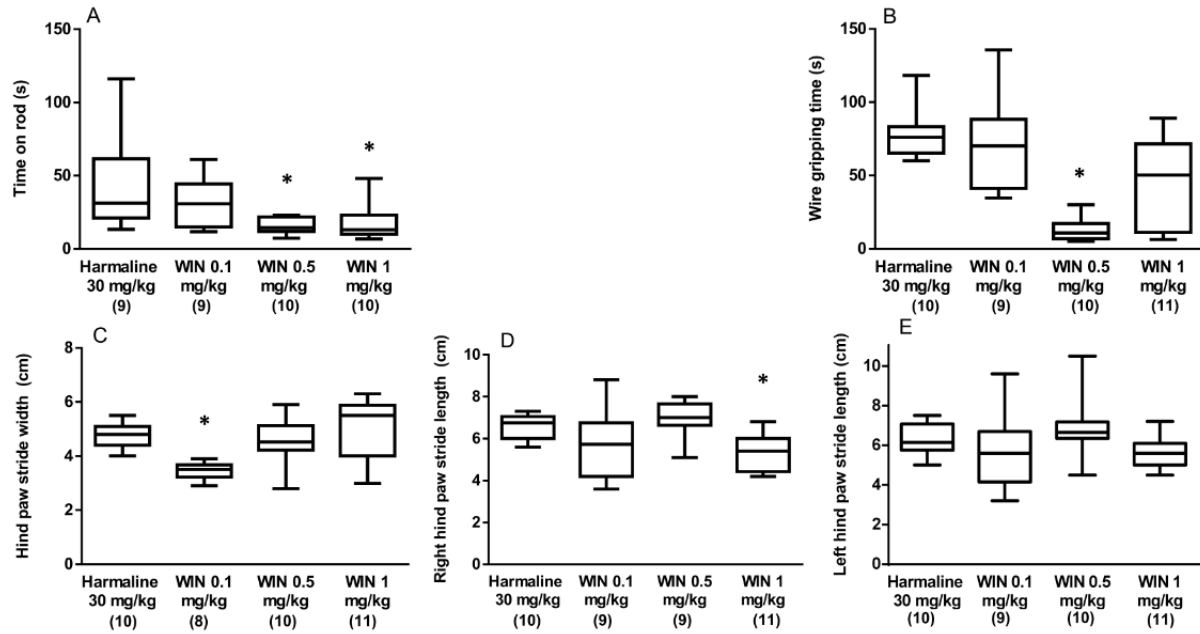 A
Time on rod (s)
150
100
50
0
*
*
Harmaline WIN 0.1 WIN 0.5 WIN 1
30 mg/kg mg/kg mg/kg mg/kg
(9) (9) (10) (10)
B
Wire gripping time (s)
150
100
50
0
*
Harmaline WIN 0.1 WIN 0.5 WIN 1
30 mg/kg mg/kg mg/kg mg/kg
(10) (9) (10) (11)
C
Hind paw stride width (cm)
8
6
4
2
0
*
Harmaline WIN 0.1 WIN 0.5 WIN 1
30 mg/kg mg/kg mg/kg mg/kg
(10) (8) (10) (11)
D
Right hind paw stride length (cm)
10
8
6
4
2
0
*
Harmaline WIN 0.1 WIN 0.5 WIN 1
30 mg/kg mg/kg mg/kg mg/kg
(10) (9) (9) (11)
E
Left hind paw stride length (cm)
10
8
6
4
2
0
Harmaline WIN 0.1 WIN 0.5 WIN 1
30 mg/kg mg/kg mg/kg mg/kg
(10) (9) (10) (11)